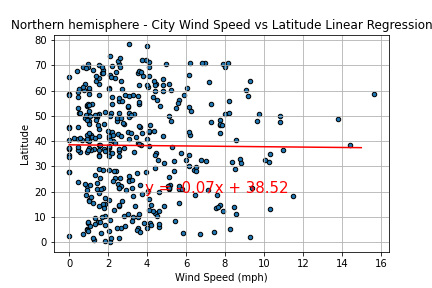 Northern hemisphere - City Wind Speed vs Latitude Linear Regression
80
70
60
50
40
30
20
10
0
Latitude
y = -0.07x + 38.52
0 2 4 6 8 10 12 14 16
Wind Speed (mph)